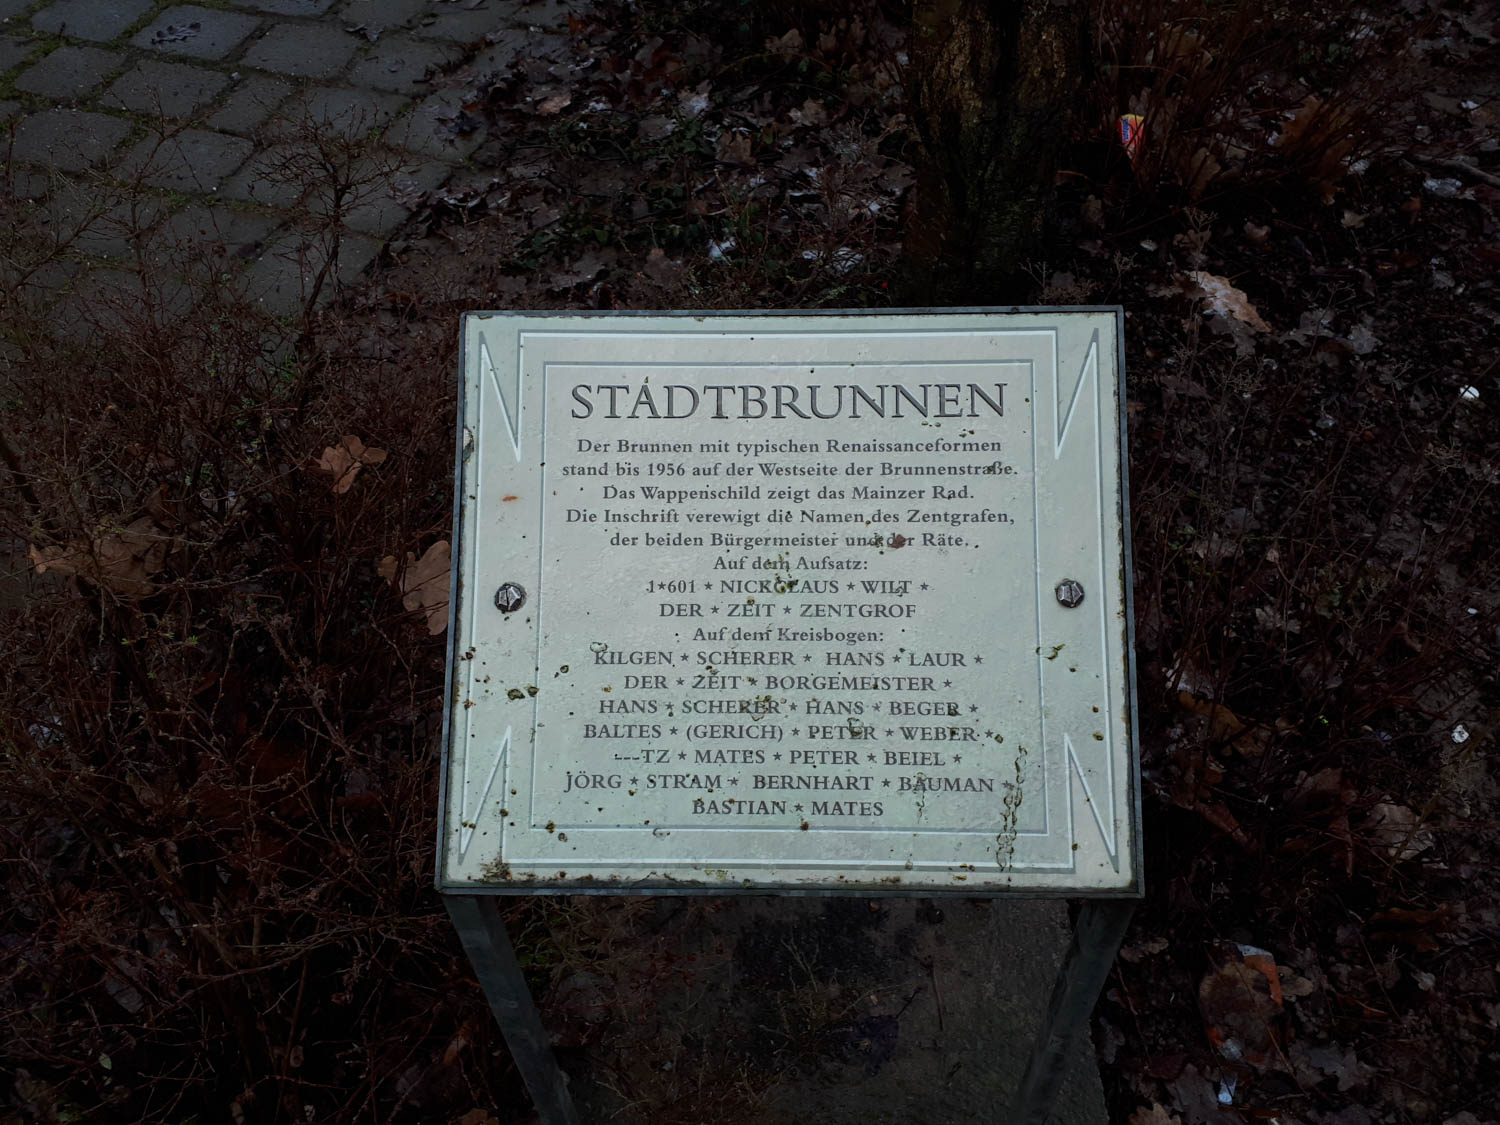 STADTBRUNNEN
Der Brunnen mit typischen Renaissanceformen
stand bis 1956 auf der Westseite der Brunnenstraße.
Das Wappenschild zeigt das Mainzer Rad.
Die Inschrift verewigt die Namen des Zentgrafen,
der beiden Bürgermeister und der Räte.
Auf dem Aufsatz:
1*601 * NICKGLAUS * WILT *
DER * ZEIT * ZENTGROF
Auf dem Kreisbogen:
KILGEN * SCHERER * HANS * LAUR *
DER * ZEIT * BORGEMEISTER *
HANS * SCHERER * HANS * BEGER *
BALTES * (GERICH) * PETER * WEBER *
---TZ * MATES * PETER * BEIEL *
JÖRG * STRAM * BERNHART * BAUMAN *
BASTIAN * MATES